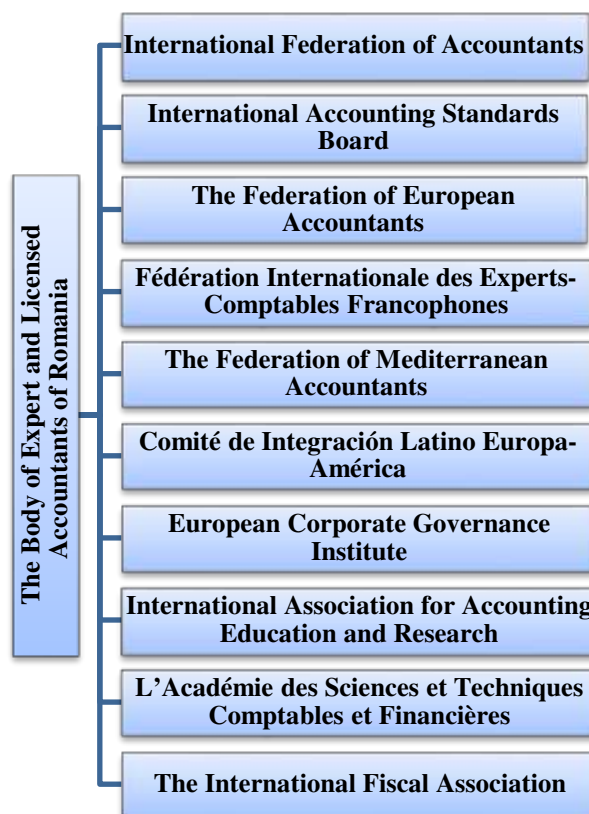 The Body of Expert and Licensed
Accountants of Romania
International Federation of Accountants
International Accounting Standards
Board
The Federation of European
Accountants
Fédération Internationale des Experts-
Comptables Francophones
The Federation of Mediterranean
Accountants
Comité de Integración Latino Europa-
América
European Corporate Governance
Institute
International Association for Accounting
Education and Research
L’Académie des Sciences et Techniques
Comptables et Financières
The International Fiscal Association